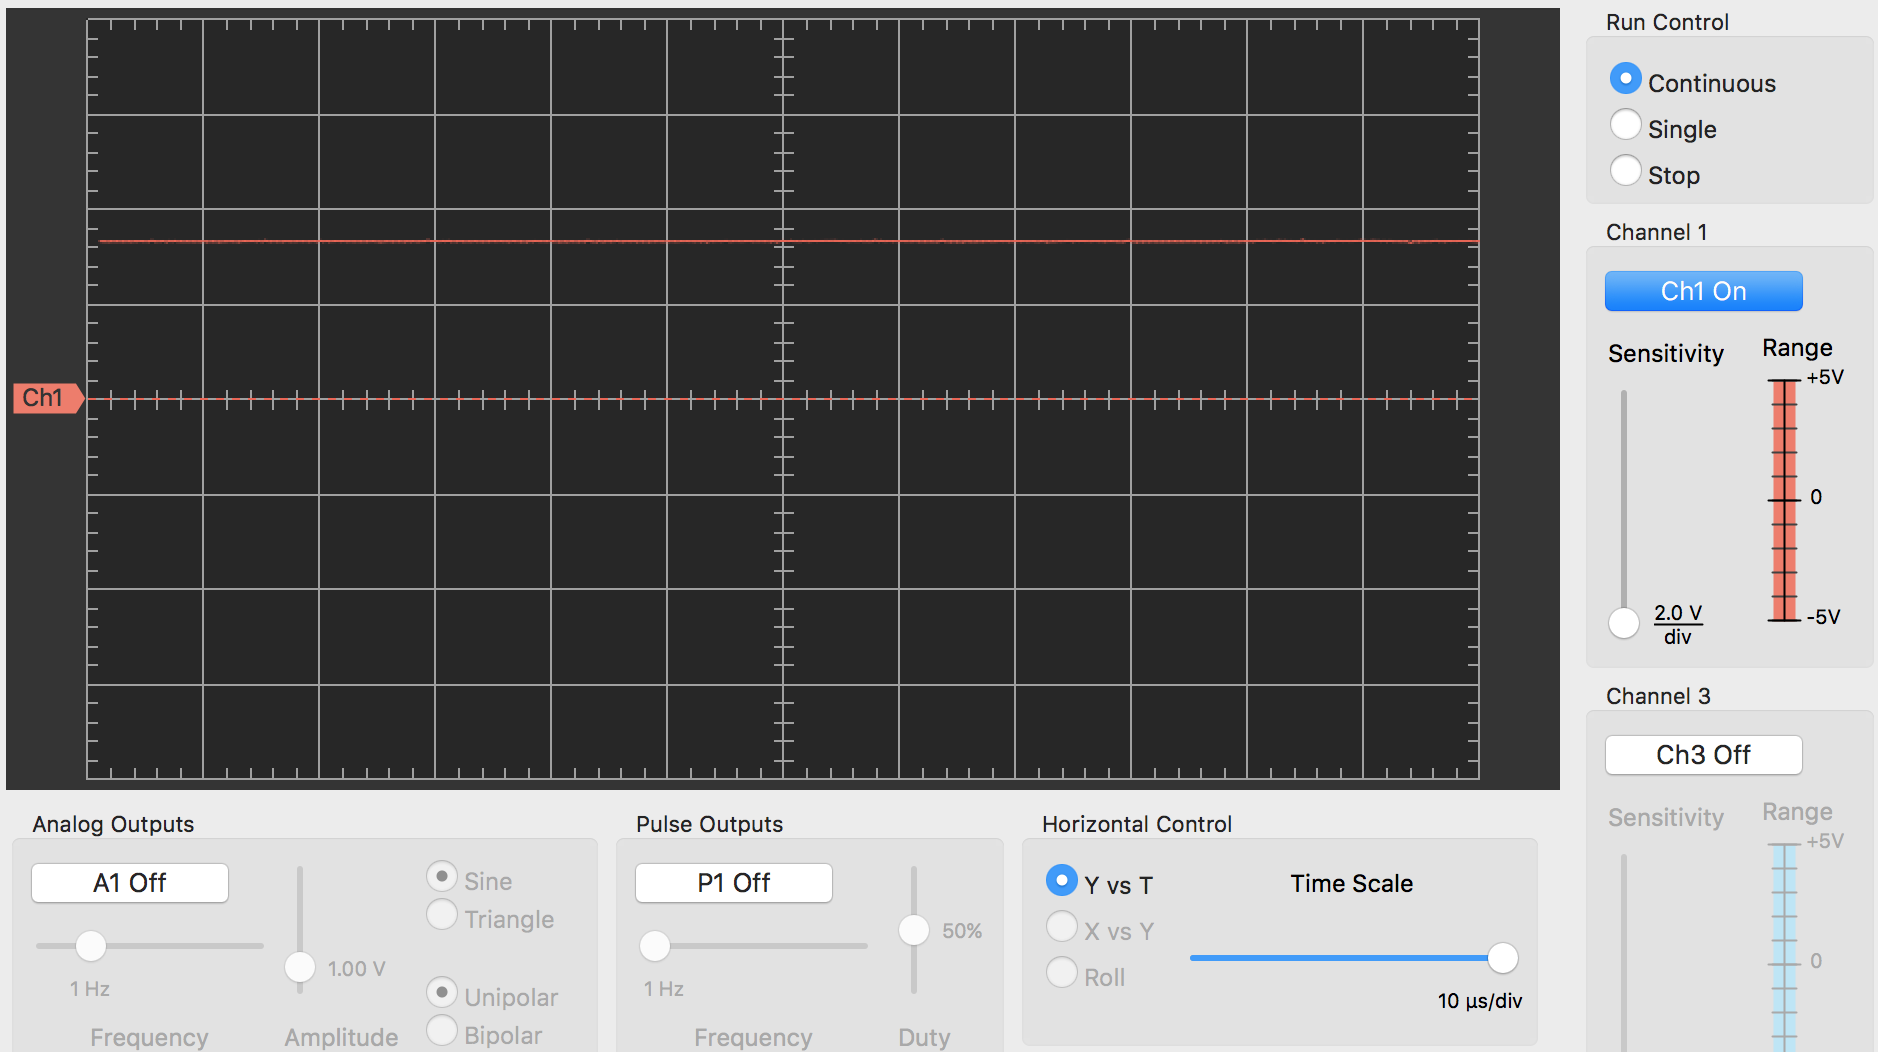 Run Control
Continuous
Single
Stop
Channel 1
Ch1 On
Sensitivity
Range
+5V
0
2.0 V
div
-5V
Ch1
Channel 3
Ch3 Off
Sensitivity
Range
+5V
0
Analog Outputs
A1 Off
1 Hz
Frequency
1.00 V
Amplitude
Sine
Triangle
Unipolar
Bipolar
Pulse Outputs
P1 Off
1 Hz
Frequency
50%
Duty
Horizontal Control
Y vs T
X vs Y
Roll
Time Scale
10 µs/div